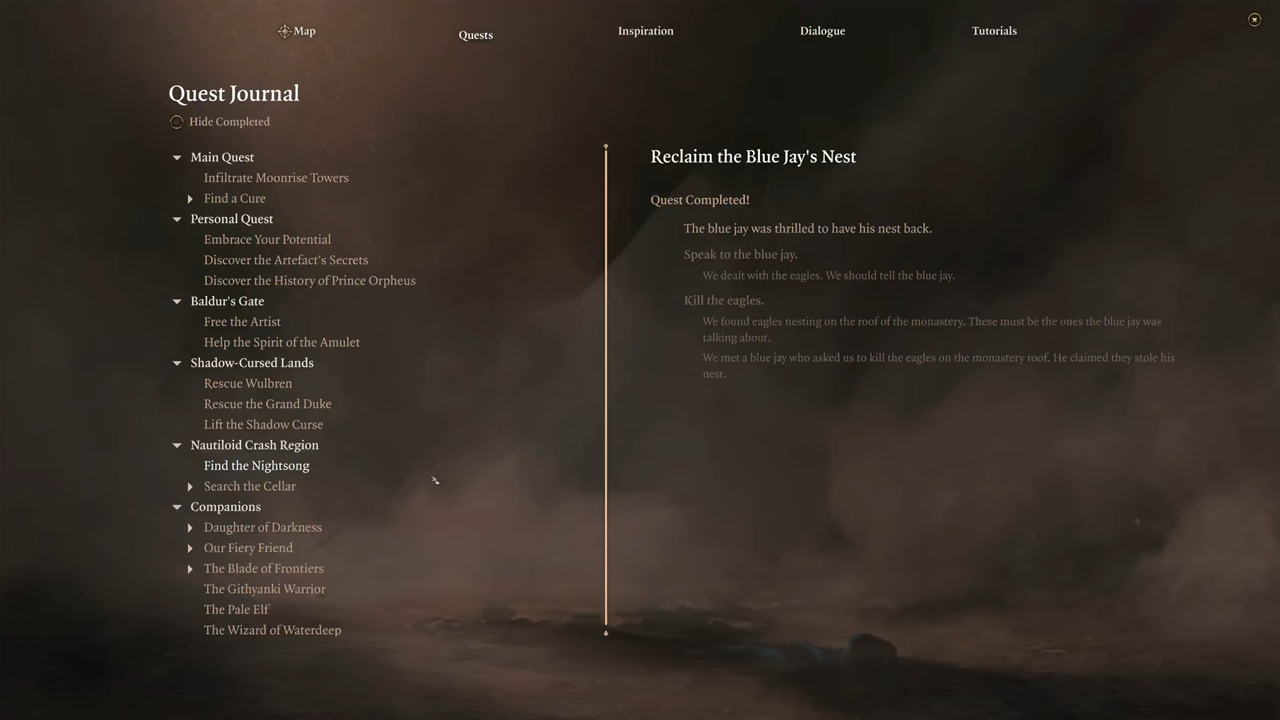 Map
Quests
Inspiration
Dialogue
Tutorials
Quest Journal
Hide Completed
Main Quest
Infiltrate Moonrise Towers
Find a Cure
Personal Quest
Embrace Your Potential
Discover the Artefact's Secrets
Discover the History of Prince Orpheus
Baldur's Gate
Free the Artist
Help the Spirit of the Amulet
Shadow-Cursed Lands
Rescue Wulbren
Rescue the Grand Duke
Lift the Shadow Curse
Nautiloid Crash Region
Find the Nightsong
Search the Cellar
Companions
Daughter of Darkness
Our Fiery Friend
The Blade of Frontiers
The Githyanki Warrior
The Pale Elf
The Wizard of Waterdeep
Reclaim the Blue Jay's Nest
Quest Completed!
The blue jay was thrilled to have his nest back.
Speak to the blue jay.
We dealt with the eagles. We should tell the blue jay.
Kill the eagles.
We found eagles nesting on the roof of the monastery. These must be the ones the blue jay was
talking about.
We met a blue jay who asked us to kill the eagles on the monastery roof. He claimed they stole his
nest.